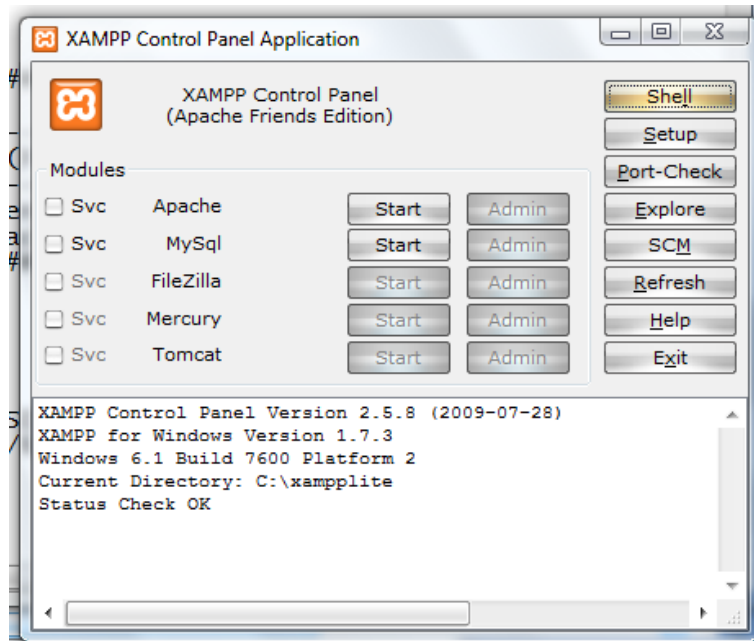 XAMPP Control Panel Application
XAMPP Control Panel
(Apache Friends Edition)
Shell
Setup
Port-Check
Explore
SCM
Refresh
Help
Exit
Modules
Svc Apache Start Admin
Svc MySql Start Admin
Svc FileZilla Start Admin
Svc Mercury Start Admin
Svc Tomcat Start Admin
XAMPP Control Panel Version 2.5.8 (2009-07-28)
XAMPP for Windows Version 1.7.3
Windows 6.1 Build 7600 Platform 2
Current Directory: C:\xampplite
Status Check OK